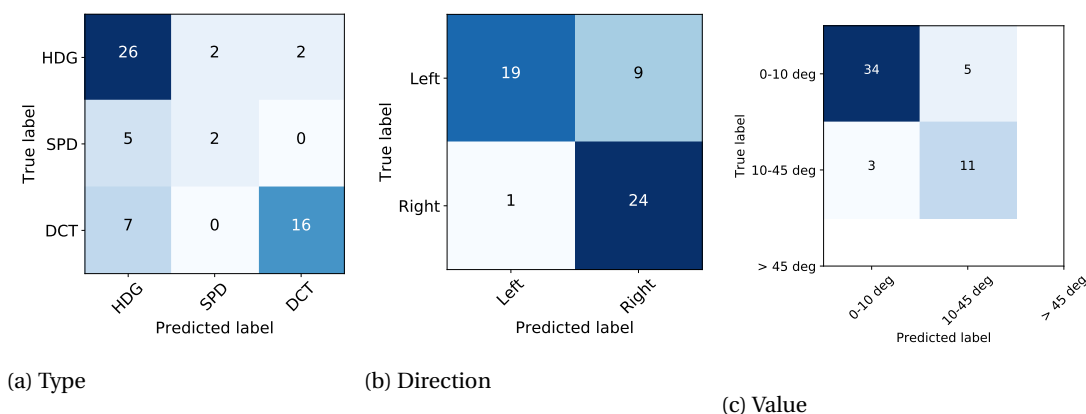 HDG 26 2 2
SPD 5 2 0
DCT 7 0 16
True label
HDG SPD DCT
Predicted label
(a) Type
Left 19 9
Right 1 24
True label
Left Right
Predicted label
(b) Direction
0-10 deg 34 5
10-45 deg 3 11
> 45 deg
True label
0-10 deg 10-45 deg > 45 deg
Predicted label
(c) Value